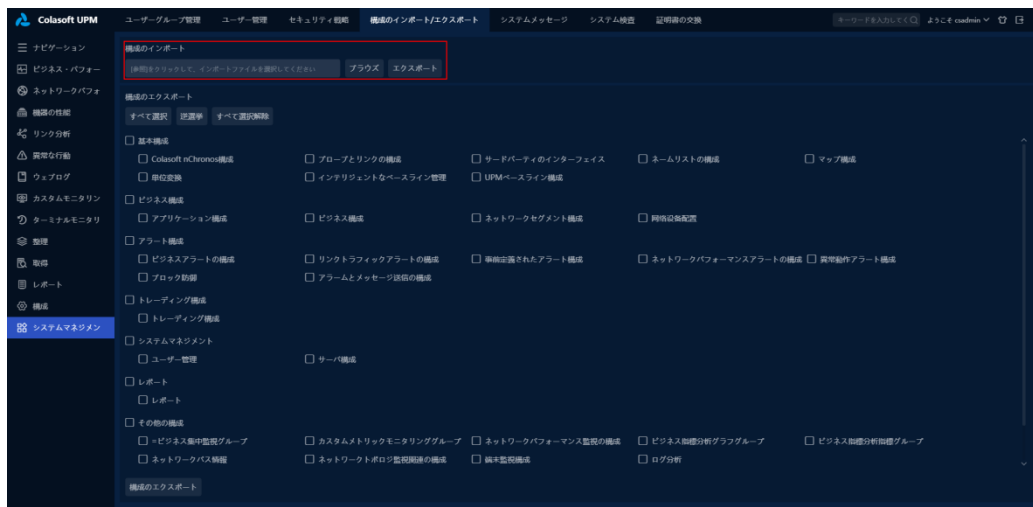 Colasoft UPM ユーザーグループ管理 ユーザー管理 セキュリティ戦略 構成のインポート/エクスポート システムメッセージ システム検査 証明書の交換 キーワードを入力してく ようこそ csadmin
ナビゲーション
ビジネス・パフォー
ネットワークパフォ
機器の性能
リンク分析
異常な行動
ウェブログ
カスタムモニタリン
ターミナルモニタリ
整理
取得
レポート
構成
システムマネジメン
構成のインポート
[参照]をクリックして、インポートファイルを選択してください ブラウズ エクスポート
構成のエクスポート
すべて選択 逆選挙 すべて選択解除
基本構成
Colasoft nChronos構成 プローブとリンクの構成 サードパーティのインターフェイス ネームリストの構成 マップ構成
単位変換 インテリジェントなベースライン管理 UPMベースライン構成
ビジネス構成
アプリケーション構成 ビジネス構成 ネットワークセグメント構成 网络设备配置
アラート構成
ビジネスアラートの構成 リンクトラフィックアラートの構成 事前定義されたアラート構成 ネットワークパフォーマンスアラートの構成 異常動作アラート構成
ブロック防御 アラームとメッセージ送信の構成
トレーディング構成
トレーディング構成
システムマネジメント
ユーザー管理 サーバ構成
レポート
レポート
その他の構成
=ビジネス集中監視グループ カスタムメトリックモニタリンググループ ネットワークパフォーマンス監視の構成 ビジネス指標分析グラフグループ ビジネス指標分析指標グループ
ネットワークパス情報 ネットワークトポロジ監視関連の構成 端末監視構成 ログ分析
構成のエクスポート